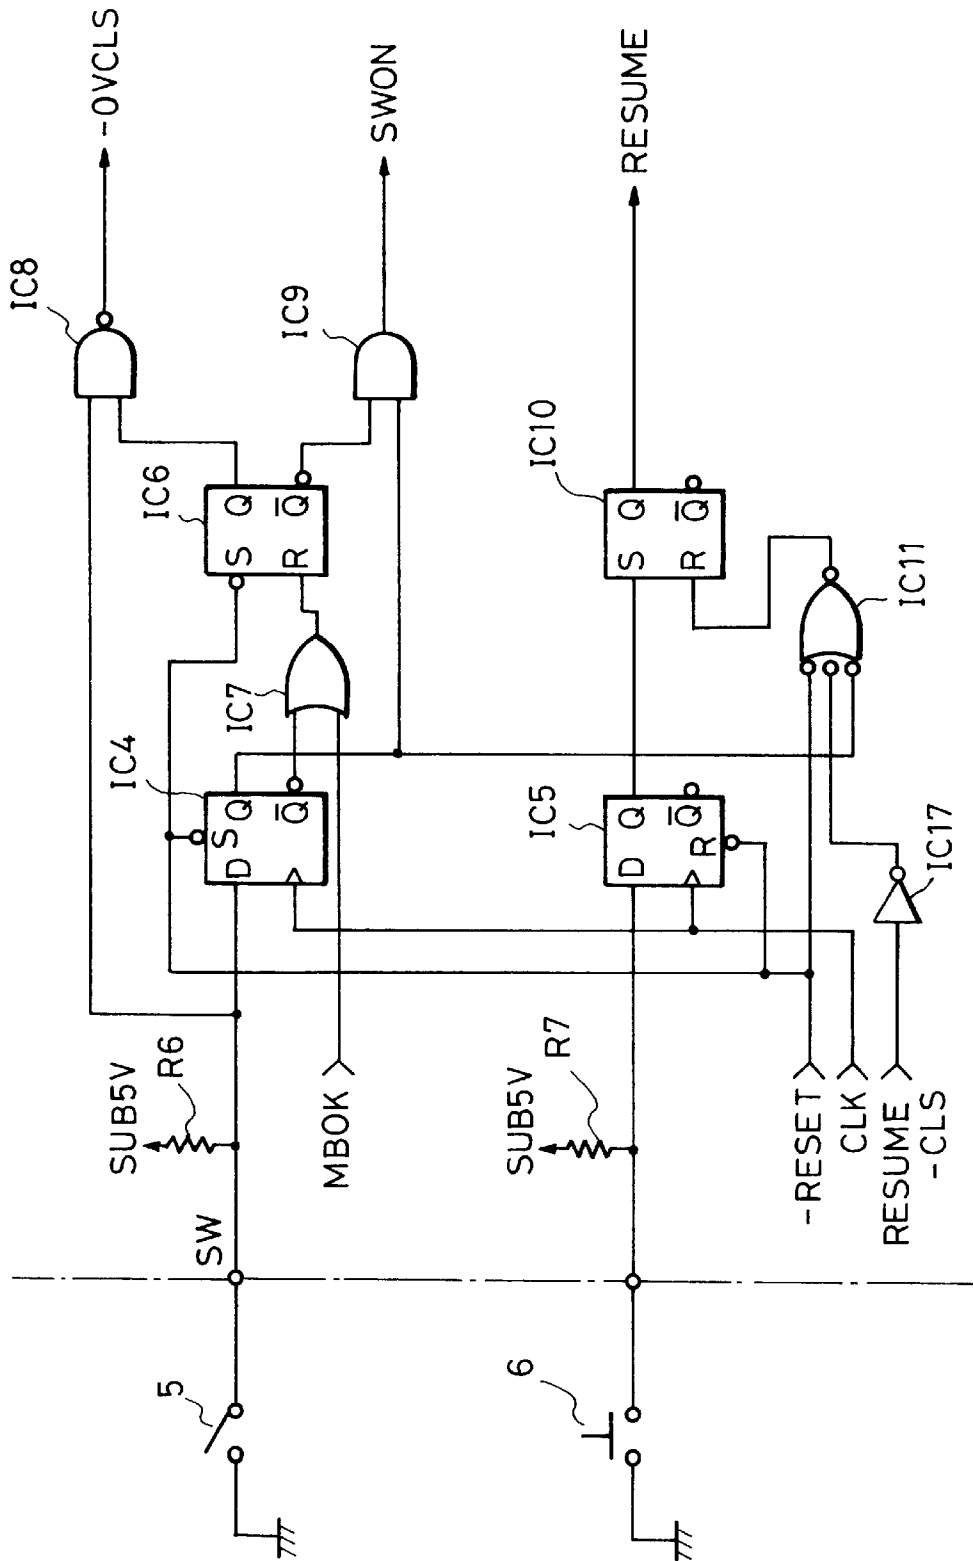 5
SW
SUB5V
R6
MBOK
IC4
D
S
Q
Q̅
IC7
IC6
S
Q
R
Q̅
IC8
-OVCLS
IC9
SWON
6
SUB5V
R7
IC5
D
Q
R
Q̅
IC10
S
Q
R
Q̅
RESUME
-RESET
CLK
RESUME
-CLS
IC17
IC11